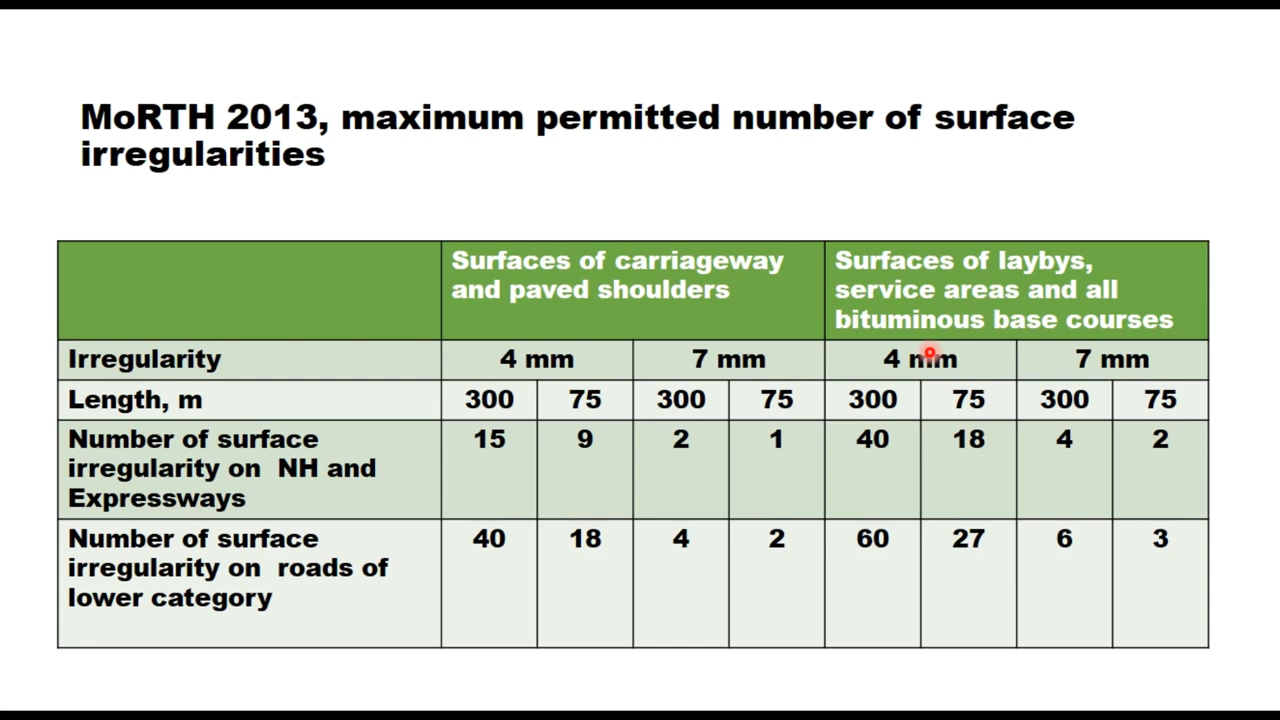 MoRTH 2013, maximum permitted number of surface
irregularities
Surfaces of carriageway
and paved shoulders
Surfaces of laybys,
service areas and all
bituminous base courses
Irregularity 4 mm 7 mm 4 mm 7 mm
Length, m 300 75 300 75 300 75 300 75
Number of surface
irregularity on NH and
Expressways
15 9 2 1 40 18 4 2
Number of surface
irregularity on roads of
lower category
40 18 4 2 60 27 6 3